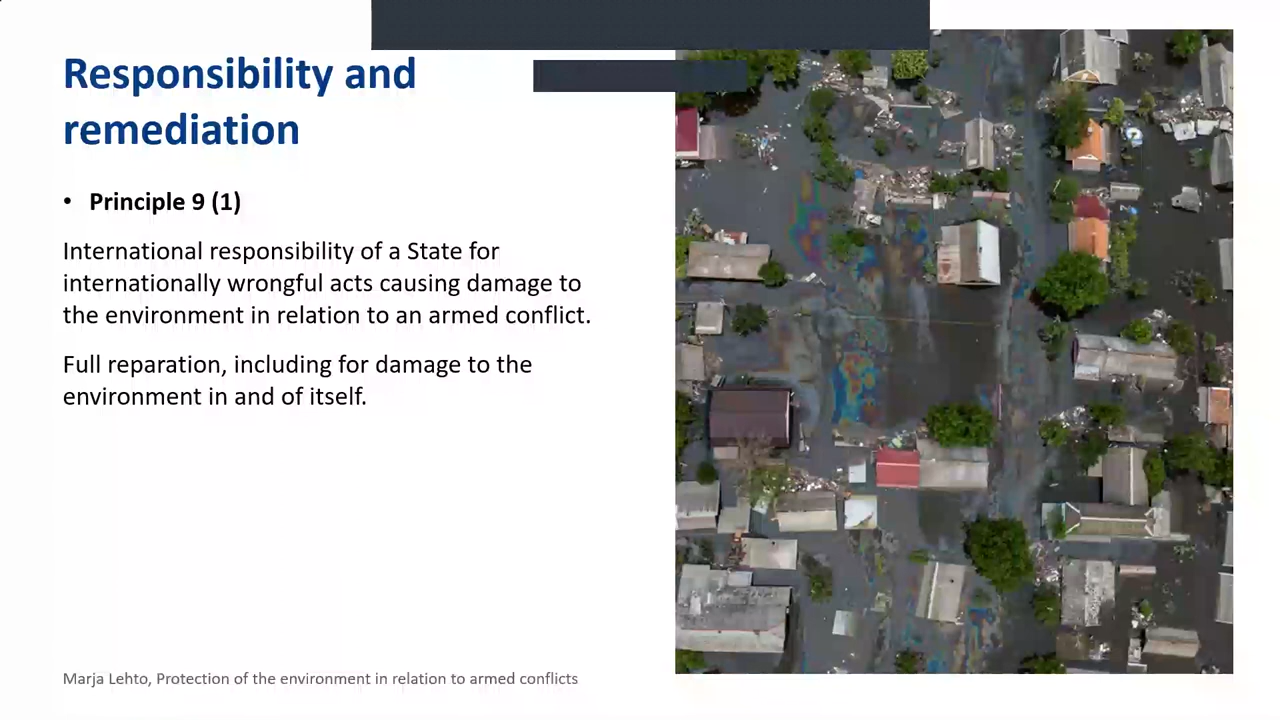 Responsibility and
remediation
• Principle 9 (1)
International responsibility of a State for
internationally wrongful acts causing damage to
the environment in relation to an armed conflict.
Full reparation, including for damage to the
environment in and of itself.
Marja Lehto, Protection of the environment in relation to armed conflicts